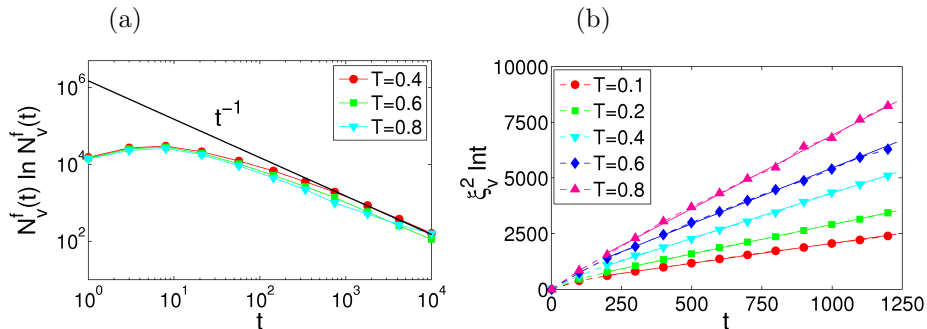 (a)
(b)
N_v^f(t) ln N_v^f(t)
10^6
10^4
10^2
10^0 10^1 10^2 10^3 10^4
t
t^{-1}
T=0.4
T=0.6
T=0.8
ξ_v^2 lnt
10000
7500
5000
2500
0
0 250 500 750 1000 1250
t
T=0.1
T=0.2
T=0.4
T=0.6
T=0.8